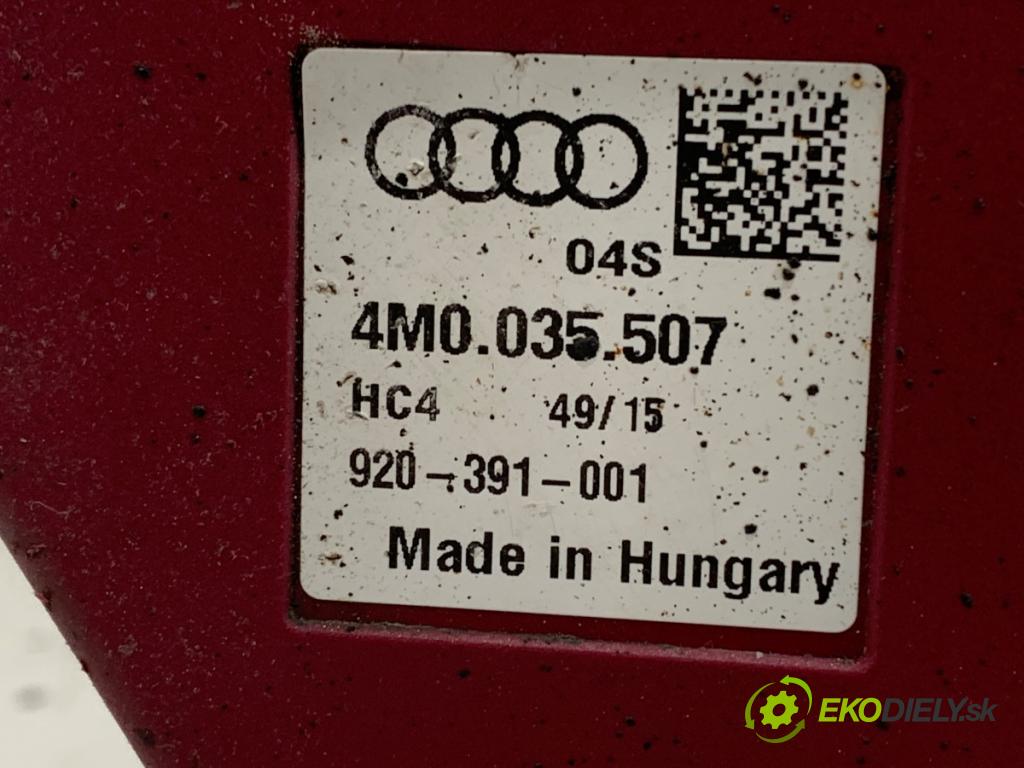 04S
4M0.035.507
HC4 49/15
920-391-001
Made in Hungary
EKODIELY.sk